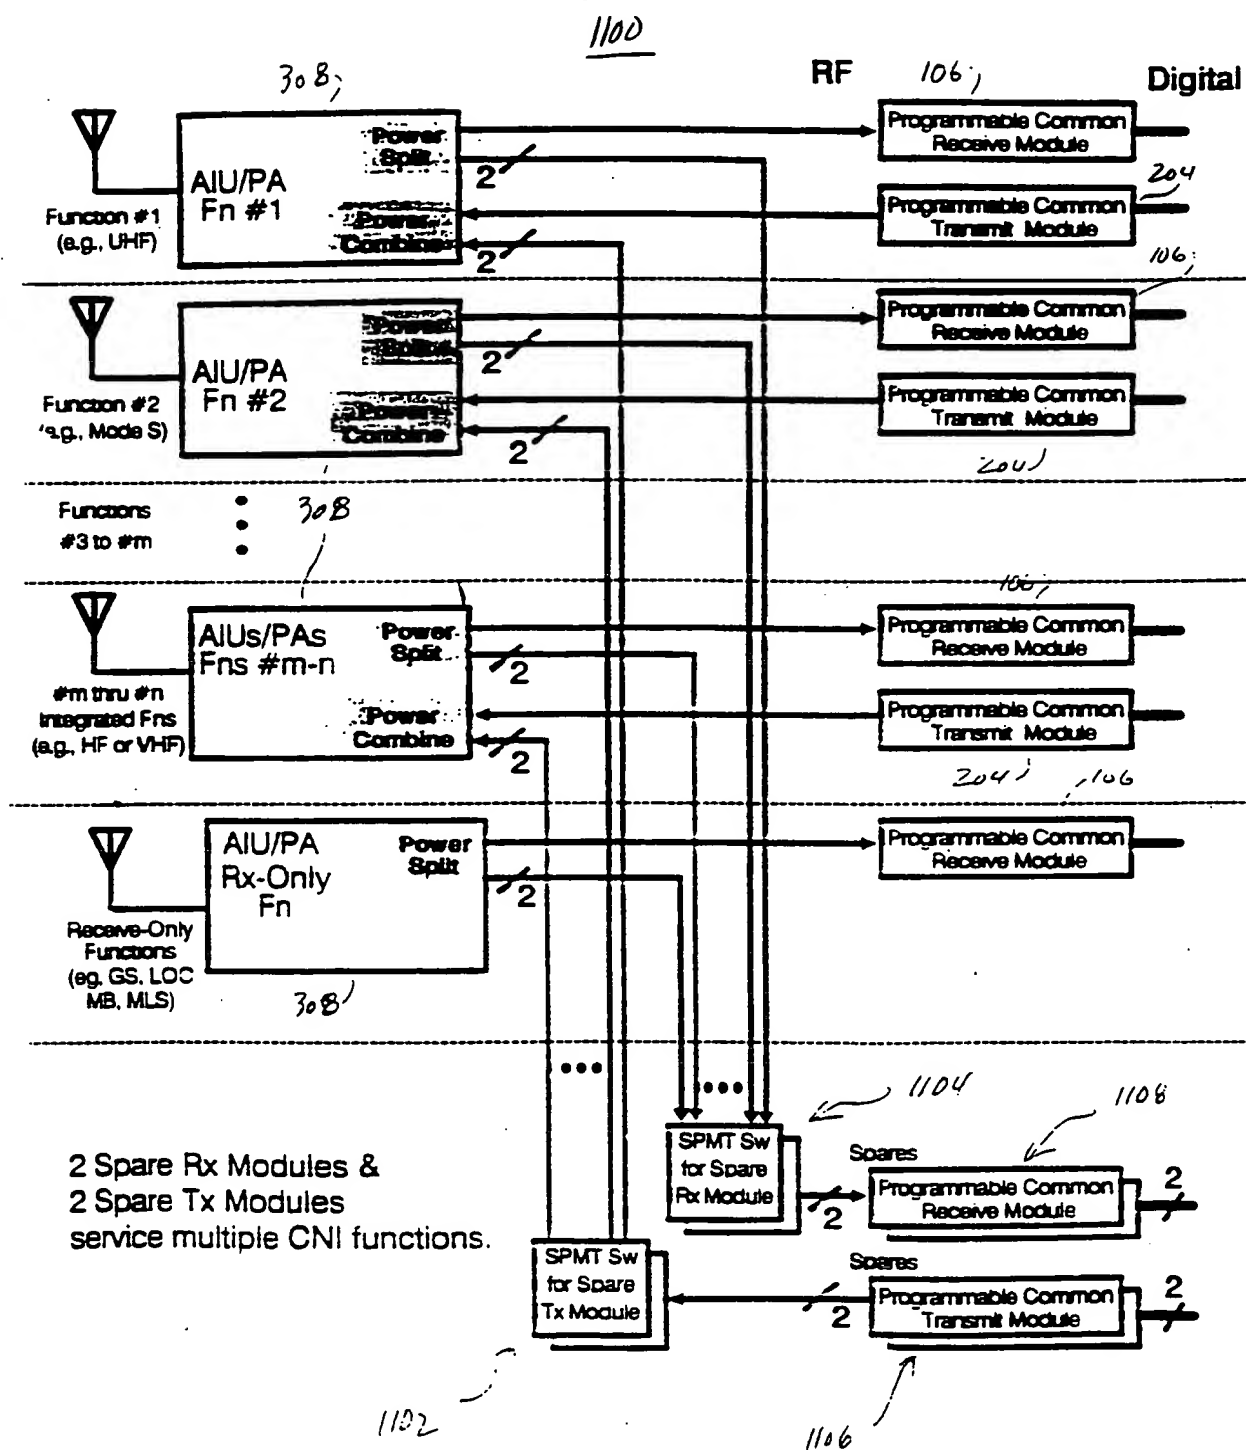 1100
308
RF
106
Digital
Power
Split
AIU/PA
Fn #1
Power
Combine
2
2
Function #1
(e.g., UHF)
Programmable Common
Receive Module
204
Programmable Common
Transmit Module
106
Power
Split
AIU/PA
Fn #2
Power
Combine
2
2
Function #2
e.g., Mode S)
Programmable Common
Receive Module
Programmable Common
Transmit Module
204
308
Functions
#3 to #m
106
AIUs/PAs
Fns #m-n
Power
Split
Power
Combine
2
2
#m thru #n
Integrated Fns
(e.g., HF or VHF)
Programmable Common
Receive Module
Programmable Common
Transmit Module
204
106
AIU/PA
Rx-Only
Fn
Power
Split
2
Receive-Only
Functions
(eg, GS, LOC
MB, MLS)
308
Programmable Common
Receive Module
1104
1108
SPMT Sw
for Spare
Rx Module
2
Spares
Programmable Common
Receive Module
2
2 Spare Rx Modules &
2 Spare Tx Modules
service multiple CNI functions.
SPMT Sw
for Spare
Tx Module
2
Spares
Programmable Common
Transmit Module
2
1102
1106